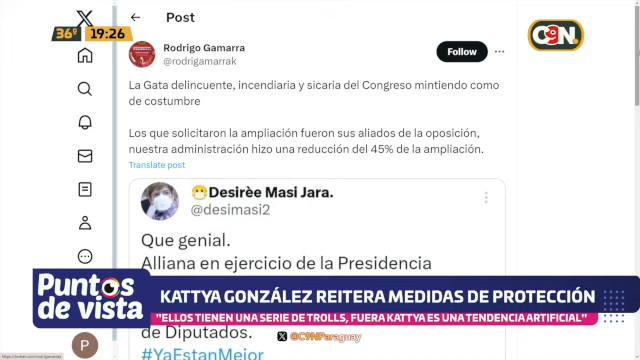 36º 19:26
Post
C9N
Rodrigo Gamarra
@rodrigamarrak
Follow
La Gata delincuente, incendiaria y sicaria del Congreso mintiendo como
de costumbre
Los que solicitaron la ampliación fueron sus aliados de la oposición,
nuestra administración hizo una reducción del 45% de la ampliación.
Translate post
😷Desirèe Masi Jara.
@desimasi2
Que genial.
Alliana en ejercicio de la Presidencia
Puntos
de vista
KATTYA GONZÁLEZ REITERA MEDIDAS DE PROTECCIÓN
"ELLOS TIENEN UNA SERIE DE TROLLS, FUERA KATTYA ES UNA TENDENCIA ARTIFICIAL"
de Diputados.
X @C9NParaguay
P
#YaEstanMejor